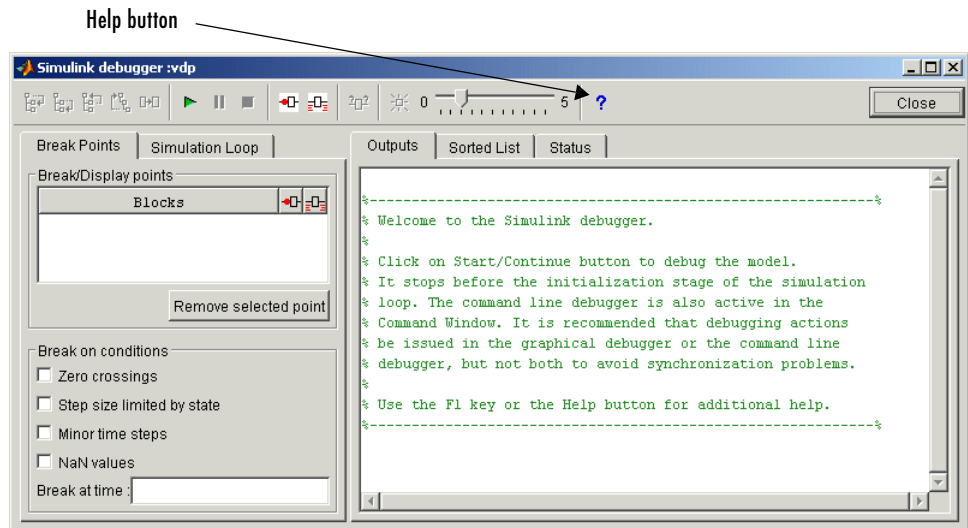 Help button
Simulink debugger :vdp
0 5 ? Close
Break Points Simulation Loop
Break/Display points
Blocks
Remove selected point
Break on conditions
Zero crossings
Step size limited by state
Minor time steps
NaN values
Break at time :
Outputs Sorted List Status
%------------------------------------------------------------%
% Welcome to the Simulink debugger.
%
% Click on Start/Continue button to debug the model.
% It stops before the initialization stage of the simulation
% loop. The command line debugger is also active in the
% Command Window. It is recommended that debugging actions
% be issued in the graphical debugger or the command line
% debugger, but not both to avoid synchronization problems.
%
% Use the F1 key or the Help button for additional help.
%------------------------------------------------------------%